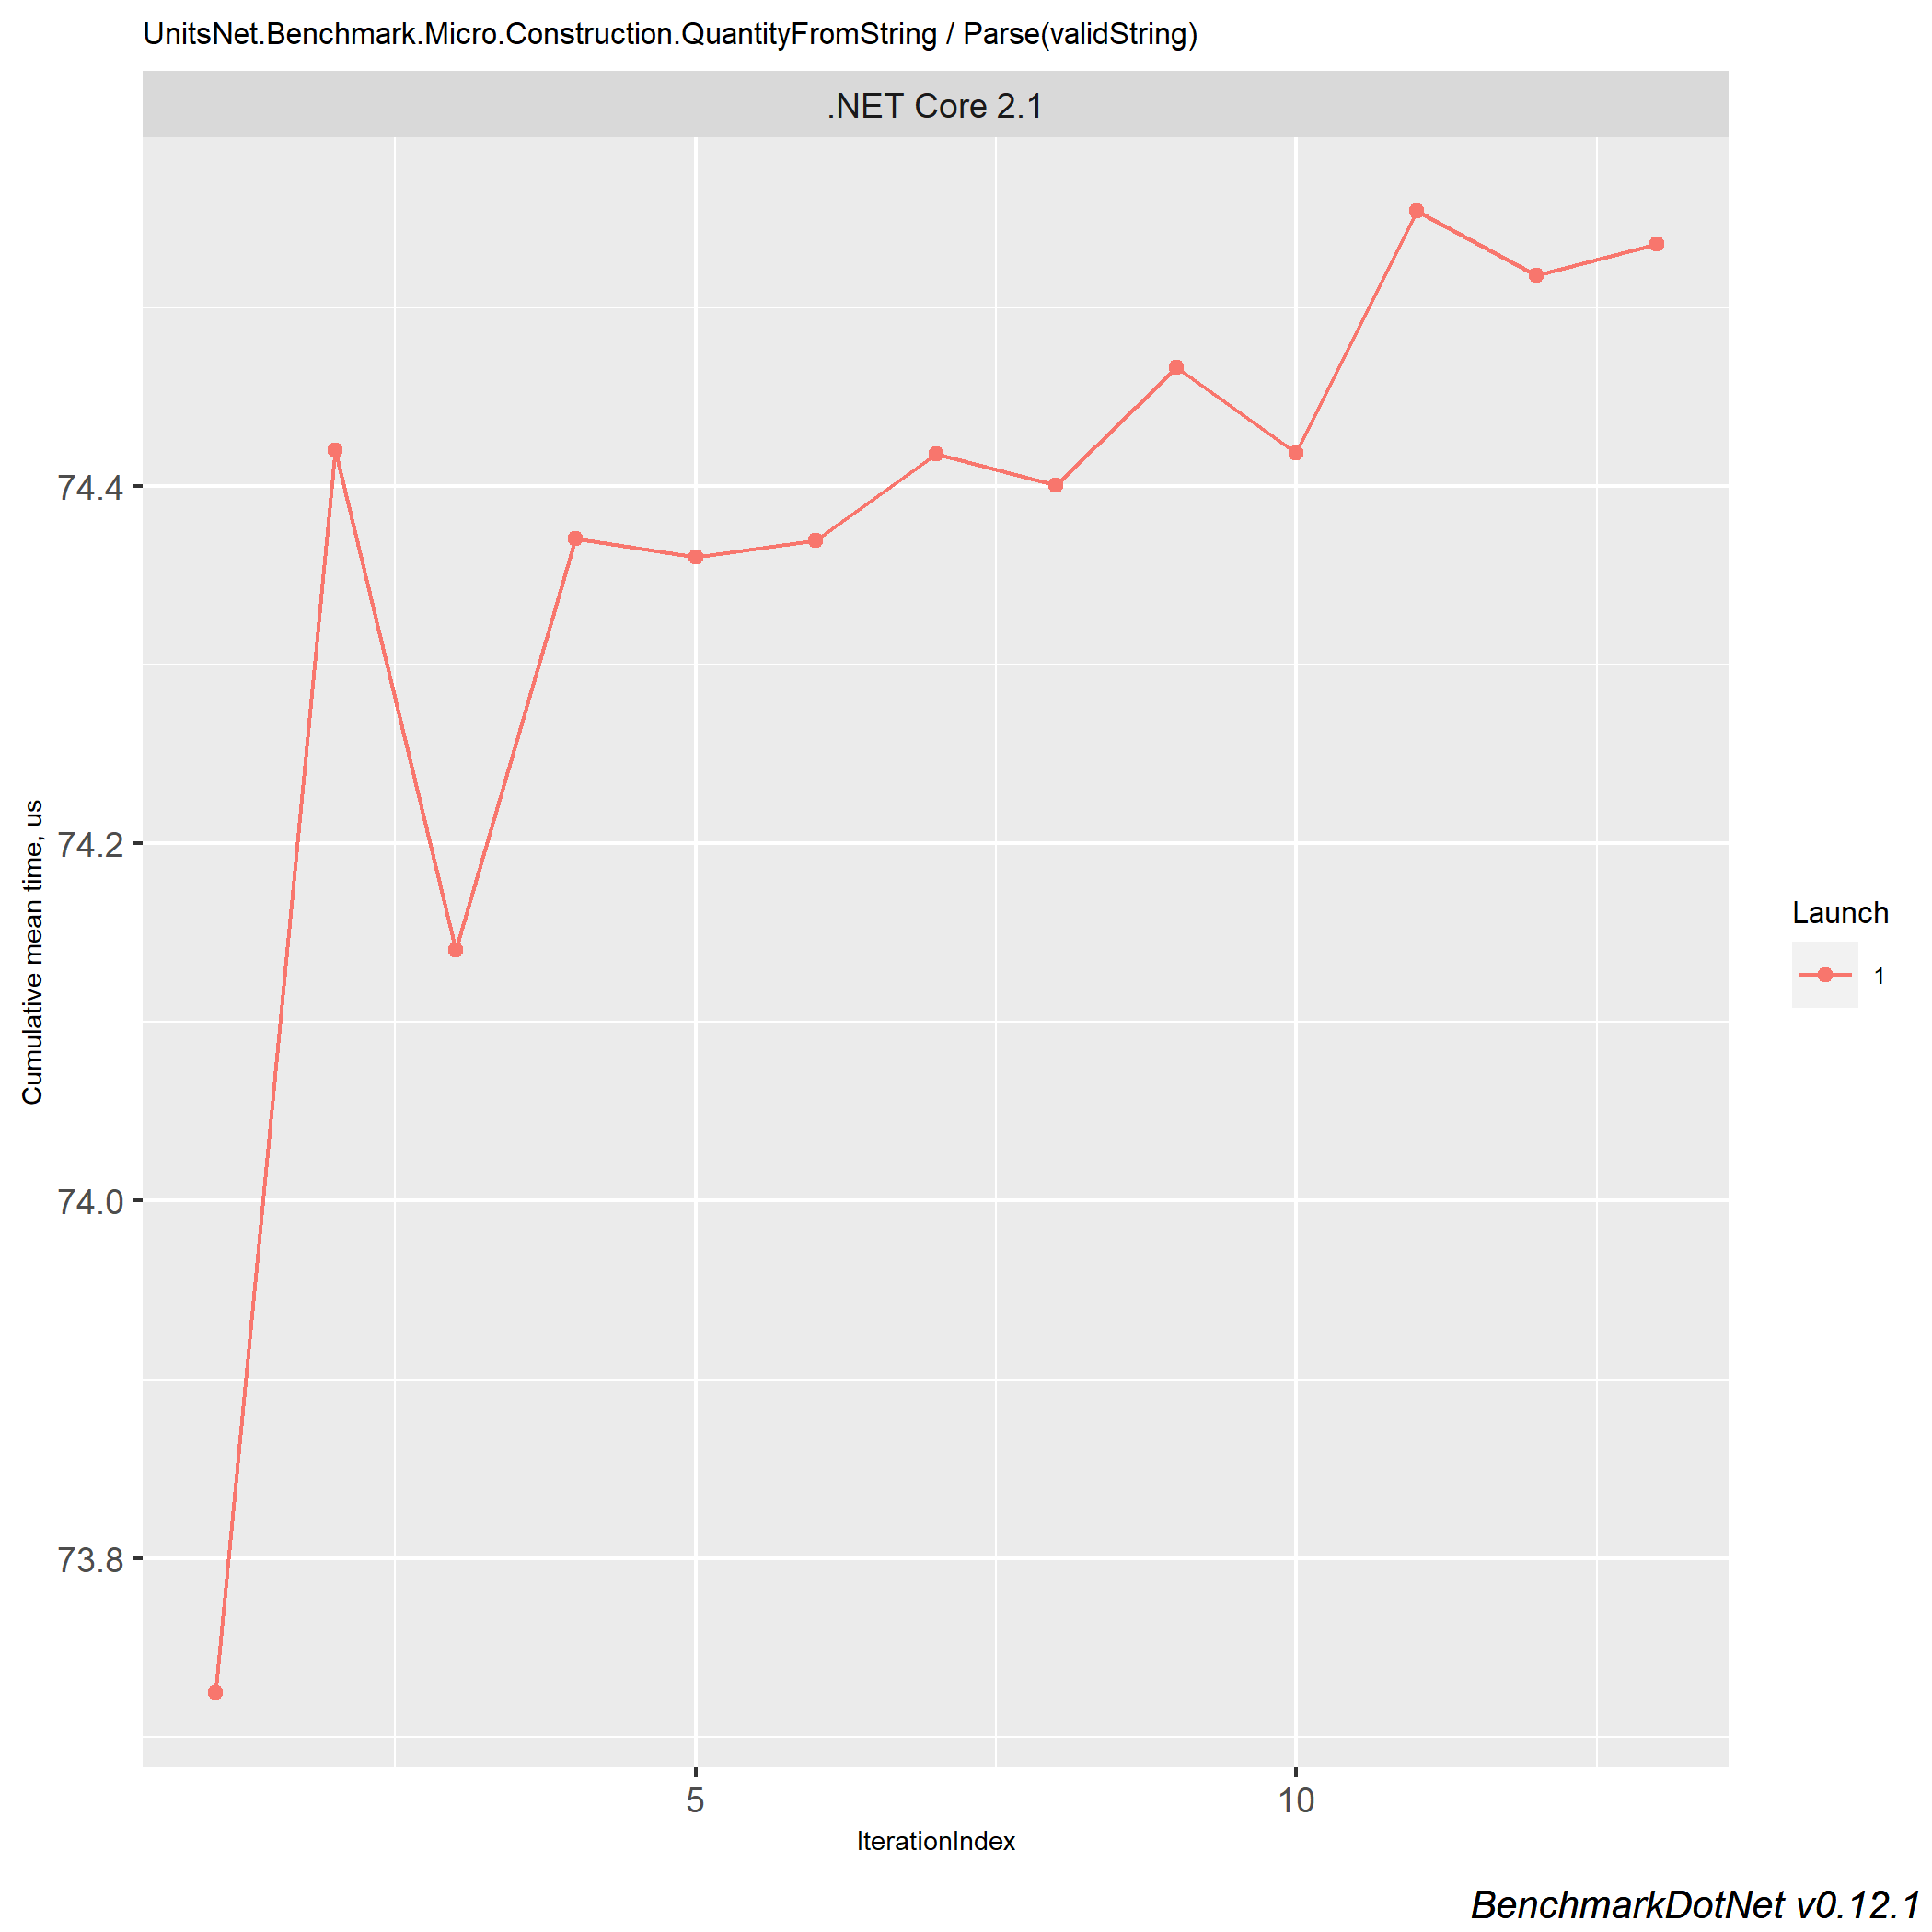 UnitsNet.Benchmark.Micro.Construction.QuantityFromString / Parse(validString)
.NET Core 2.1
Cumulative mean time, us
74.4
74.2
74.0
73.8
5
10
IterationIndex
Launch
1
BenchmarkDotNet v0.12.1